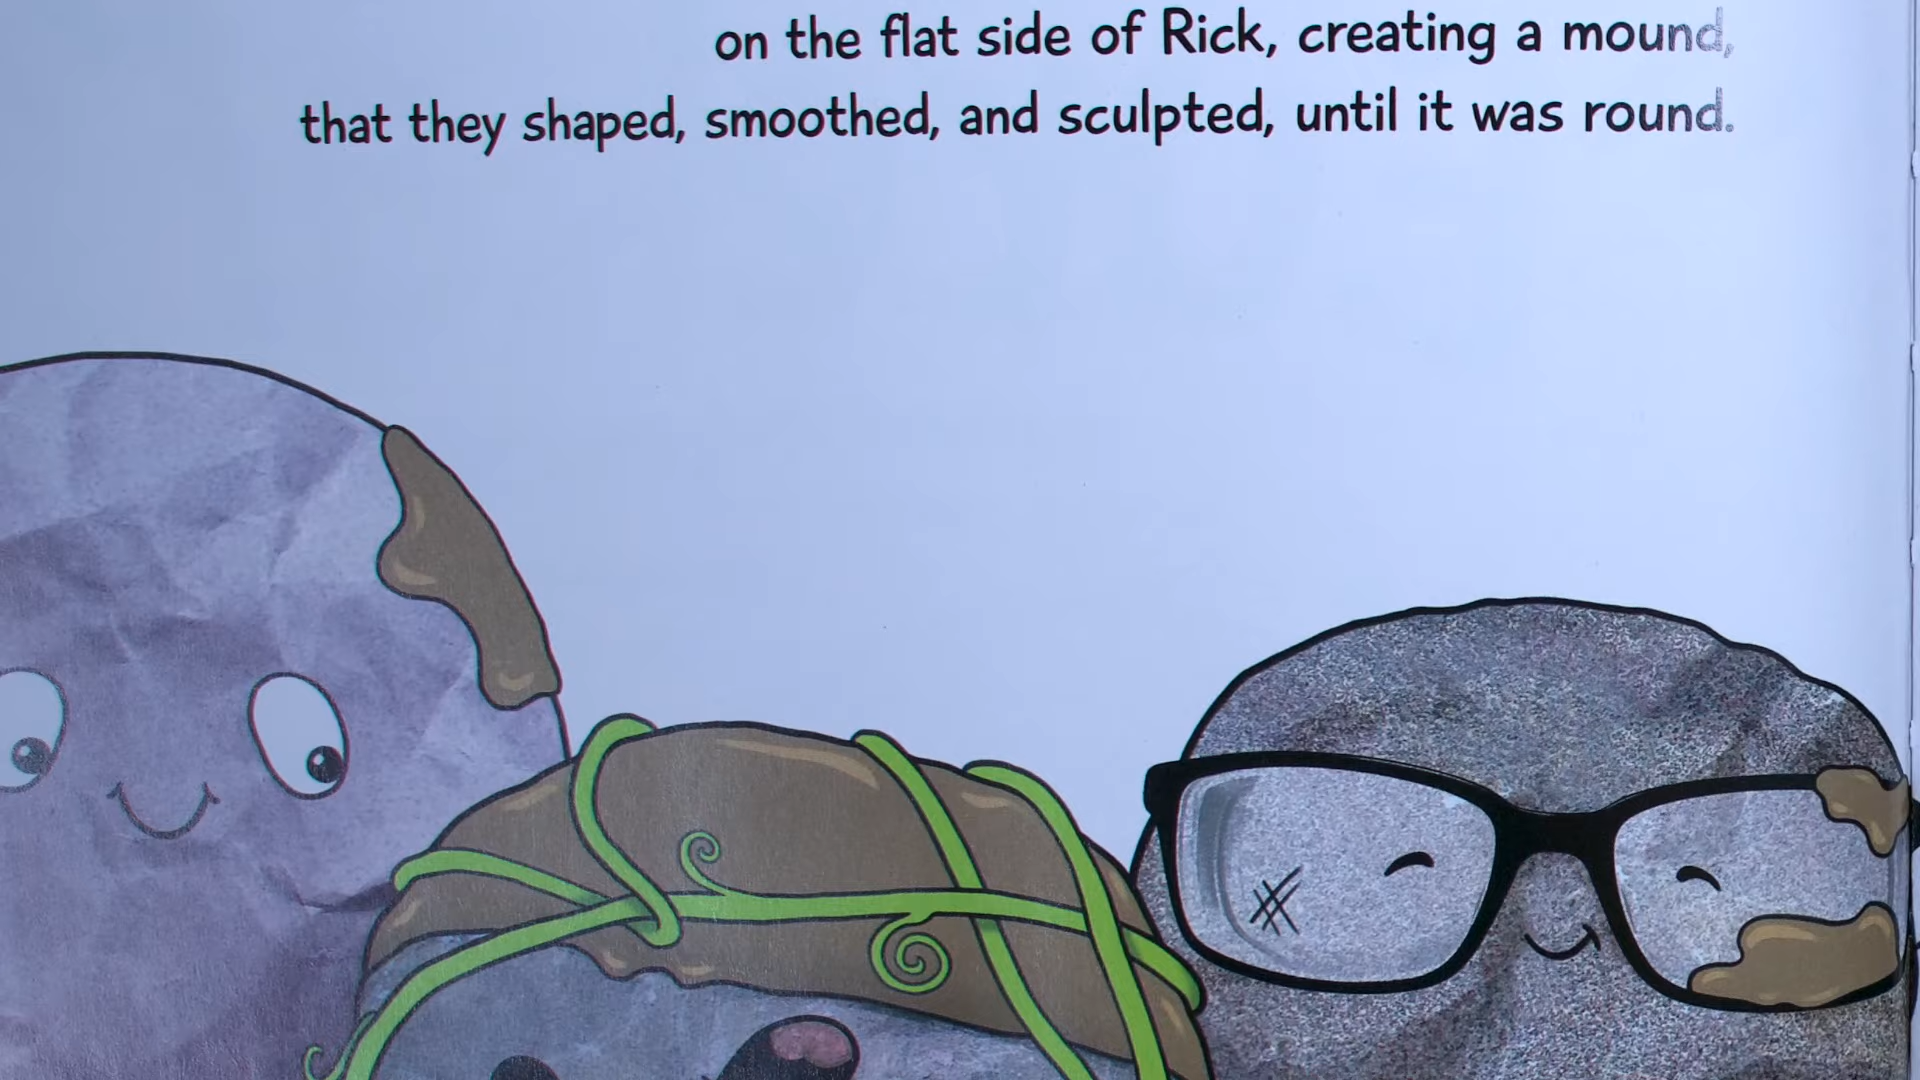 on the flat side of Rick, creating a mound,
that they shaped, smoothed, and sculpted, until it was round.